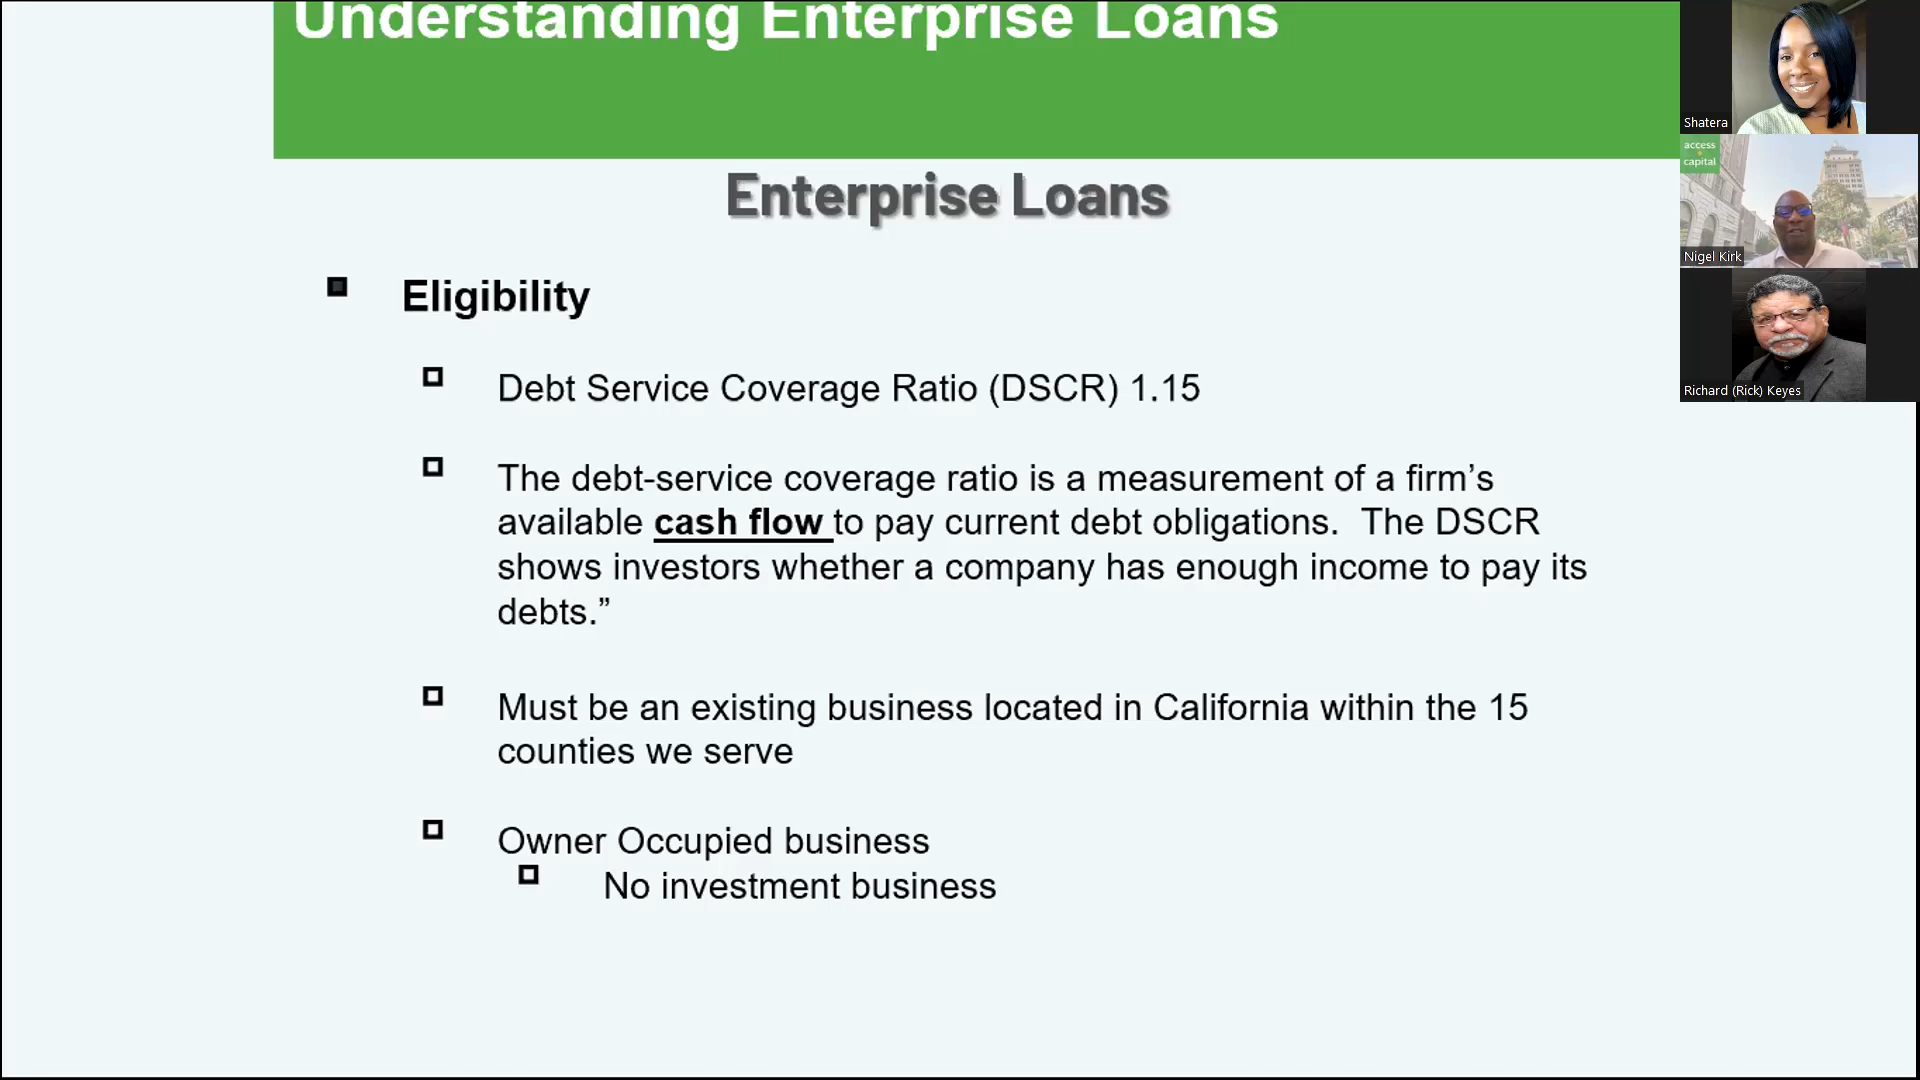 Understanding Enterprise Loans
Enterprise Loans
Eligibility
Debt Service Coverage Ratio (DSCR) 1.15
The debt-service coverage ratio is a measurement of a firm’s
available cash flow to pay current debt obligations. The DSCR
shows investors whether a company has enough income to pay its
debts.”
Must be an existing business located in California within the 15
counties we serve
Owner Occupied business
No investment business
Shatera
access
+
capital
Nigel Kirk
Richard (Rick) Keyes